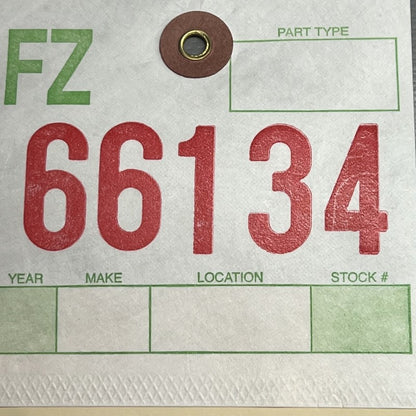 FZ PART TYPE
66134
YEAR MAKE LOCATION STOCK #